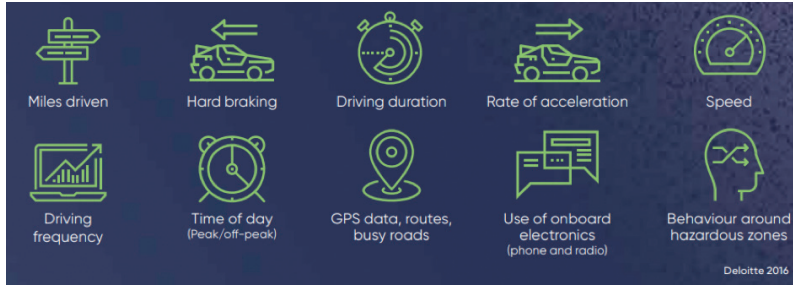 Miles driven
Hard braking
Driving duration
Rate of acceleration
Speed
Driving
frequency
Time of day
(Peak/off-peak)
GPS data, routes,
busy roads
Use of onboard
electronics
(phone and radio)
Behaviour around
hazardous zones
Deloitte 2016